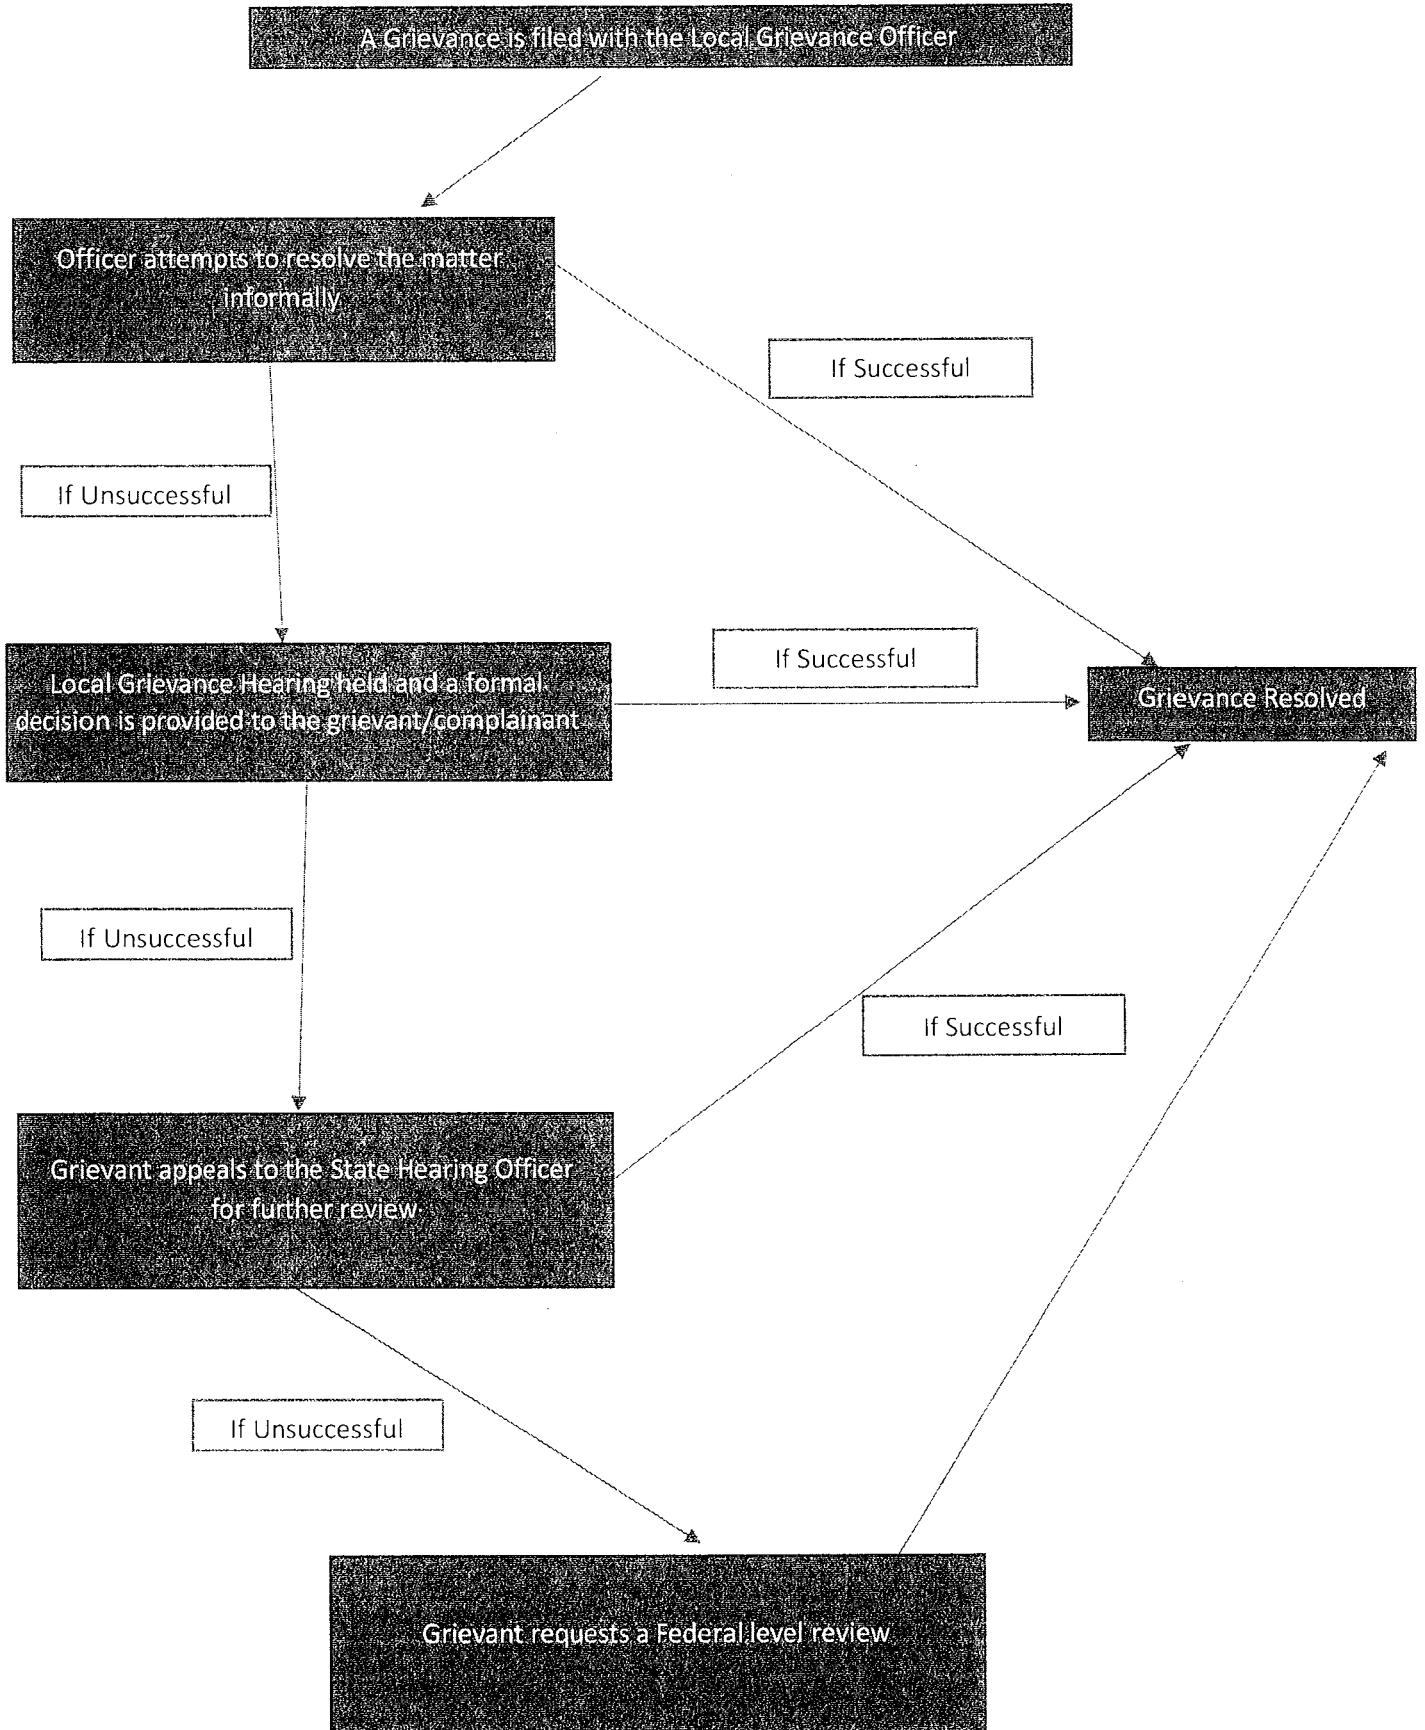 A Grievance is filed with the Local Grievance Officer
Officer attempts to resolve the matter
informally
If Successful
If Unsuccessful
If Successful
Local Grievance Hearing held and a formal
decision is provided to the grievant/complainant
Grievance Resolved
If Unsuccessful
If Successful
Grievant appeals to the State Hearing Officer
for further review
If Unsuccessful
Grievant requests a Federal level review